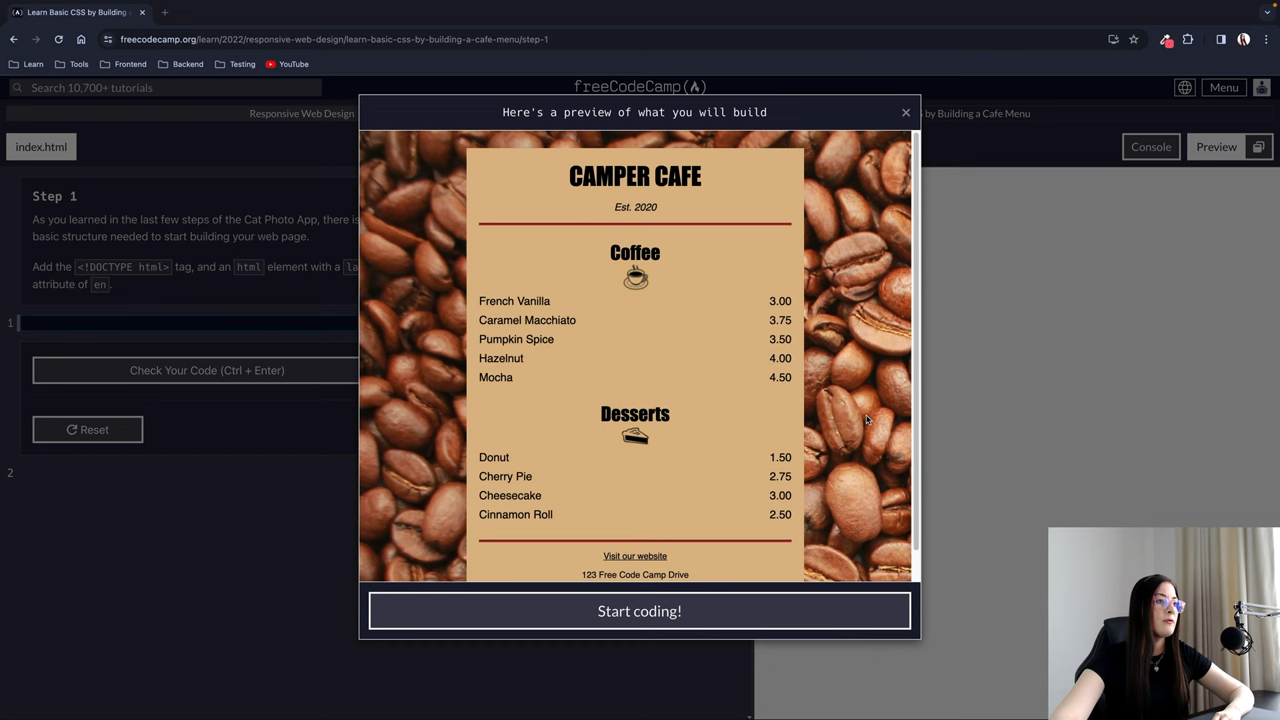 Learn Basic CSS by Building a
freecodecamp.org/learn/2022/responsive-web-design/learn-basic-css-by-building-a-cafe-menu/step-1
Learn
Tools
Frontend
Backend
Testing
YouTube
Search 10,700+ tutorials
freeCodeCamp(🔥)
Menu
Responsive Web Design
Here's a preview of what you will build
by Building a Cafe Menu
index.html
Console
Preview
Step 1
As you learned in the last few steps of the Cat Photo App, there is
basic structure needed to start building your web page.
Add the <!DOCTYPE html> tag, and an html element with a la
attribute of en.
1
Check Your Code (Ctrl + Enter)
Reset
2
CAMPER CAFE
Est. 2020
Coffee
French Vanilla 3.00
Caramel Macchiato 3.75
Pumpkin Spice 3.50
Hazelnut 4.00
Mocha 4.50
Desserts
Donut 1.50
Cherry Pie 2.75
Cheesecake 3.00
Cinnamon Roll 2.50
Visit our website
123 Free Code Camp Drive
Start coding!